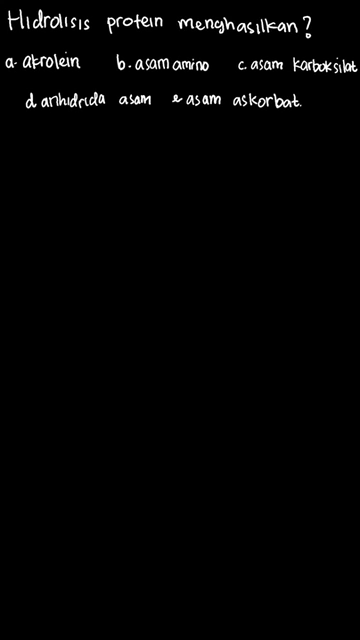 Hidrolisis protein menghasilkan?
a. akrolein b. asam amino c. asam karboksilat
d anhidrida asam e asam askorbat.